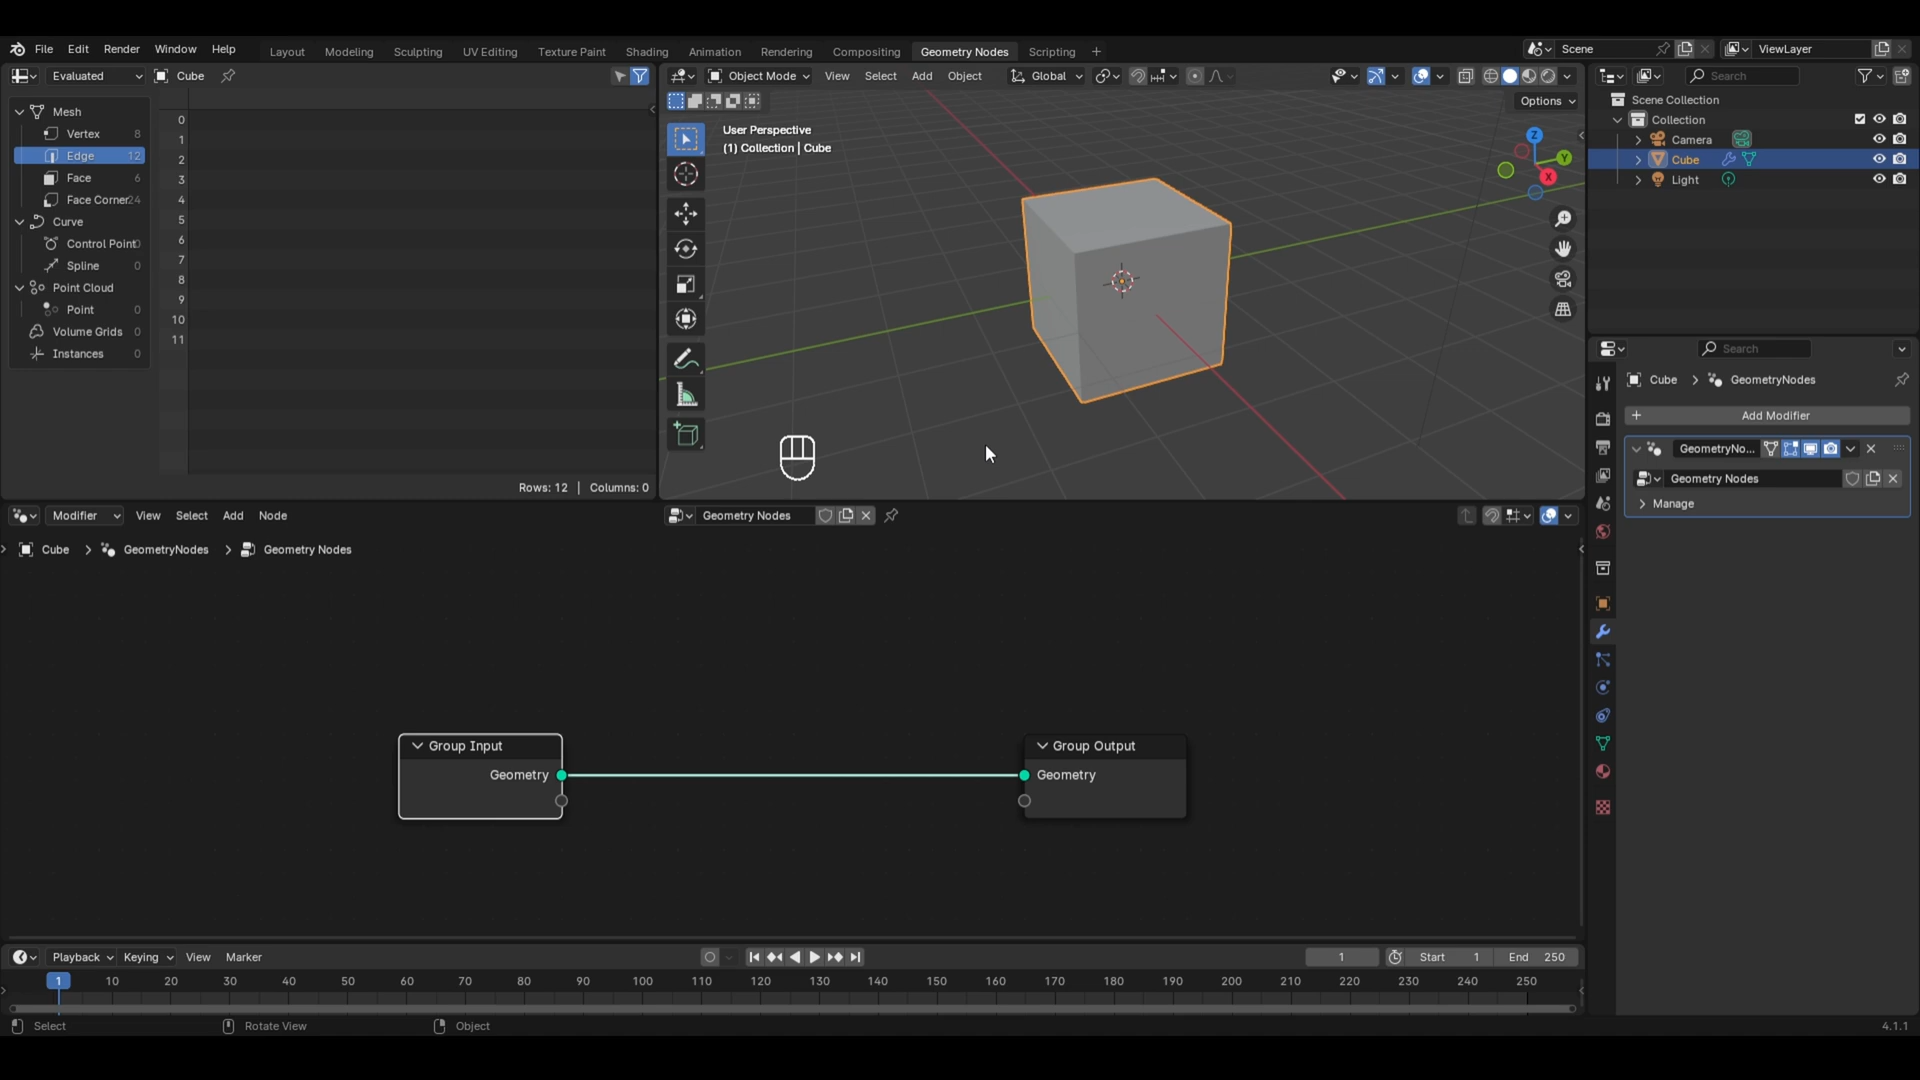 File Edit Render Window Help Layout Modeling Sculpting UV Editing Texture Paint Shading Animation Rendering Compositing Geometry Nodes Scripting + Scene ViewLayer
Evaluated Cube
Object Mode View Select Add Object Global
Search
Options
Mesh
Vertex 8
Edge 12
Face 6
Face Corner 24
Curve
Control Point 0
Spline 0
Point Cloud
Point 0
Volume Grids 0
Instances 0
0
1
2
3
4
5
6
7
8
9
10
11
Rows: 12 | Columns: 0
User Perspective
(1) Collection | Cube
Z
Y
X
Scene Collection
Collection
Camera
Cube
Light
Search
Cube > GeometryNodes
+ Add Modifier
GeometryNo...
Geometry Nodes
Manage
Modifier View Select Add Node Geometry Nodes
Cube > GeometryNodes > Geometry Nodes
Group Input
Geometry
Group Output
Geometry
Playback Keying View Marker 1 Start 1 End 250
1 10 20 30 40 50 60 70 80 90 100 110 120 130 140 150 160 170 180 190 200 210 220 230 240 250
Select Rotate View Object 4.1.1